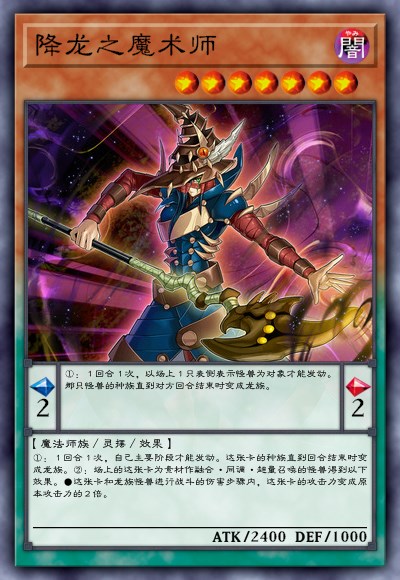 降龙之魔术师
やみ
闇
①：1回合1次，以场上1只表侧表示怪兽为对象才能发动。
那只怪兽的种族直到对方回合结束时变成龙族。
2
2
【魔法师族／灵摆／效果】
①：1回合1次，自己主要阶段才能发动。这张卡的种族直到回合结束时变
成龙族。②：场上的这张卡为素材作融合·同调·超量召唤的怪兽得到以下
效果。●这张卡和龙族怪兽进行战斗的伤害步骤内，这张卡的攻击力变成原
本攻击力的2倍。
ATK/2400 DEF/1000